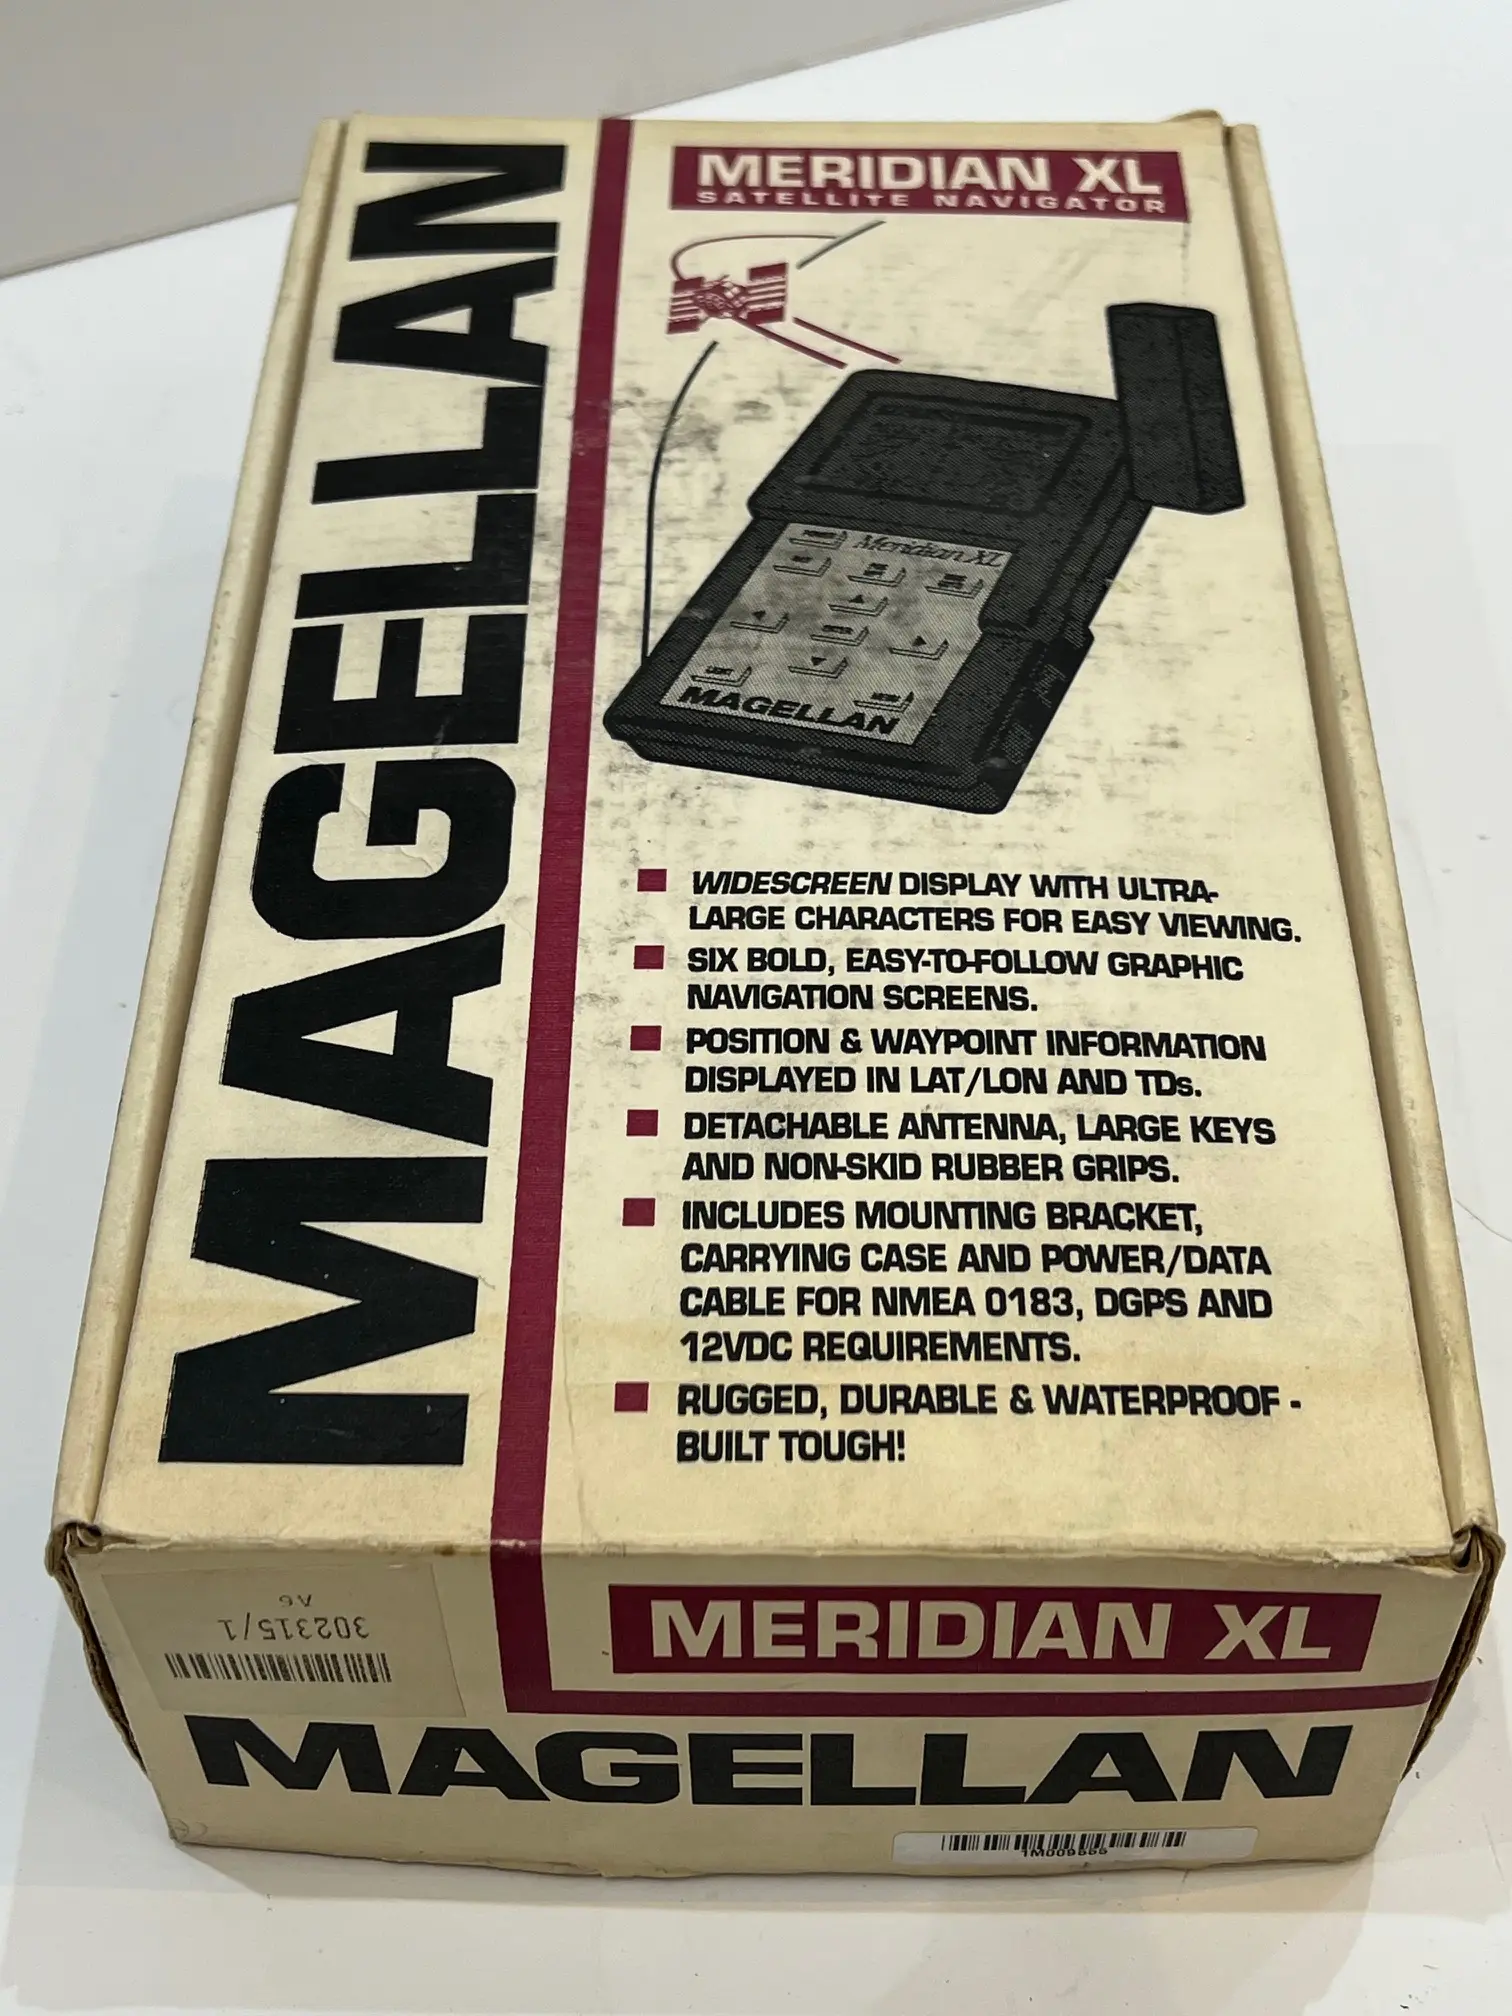 MAGELLAN
MERIDIAN XL
SATELLITE NAVIGATOR
Meridian XL
MAGELLAN
WIDESCREEN DISPLAY WITH ULTRA-
LARGE CHARACTERS FOR EASY VIEWING.
SIX BOLD, EASY-TO-FOLLOW GRAPHIC
NAVIGATION SCREENS.
POSITION & WAYPOINT INFORMATION
DISPLAYED IN LAT/LON AND TDs.
DETACHABLE ANTENNA, LARGE KEYS
AND NON-SKID RUBBER GRIPS.
INCLUDES MOUNTING BRACKET,
CARRYING CASE AND POWER/DATA
CABLE FOR NMEA 0183, DGPS AND
12VDC REQUIREMENTS.
RUGGED, DURABLE & WATERPROOF -
BUILT TOUGH!
302315/1
A6
MERIDIAN XL
MAGELLAN